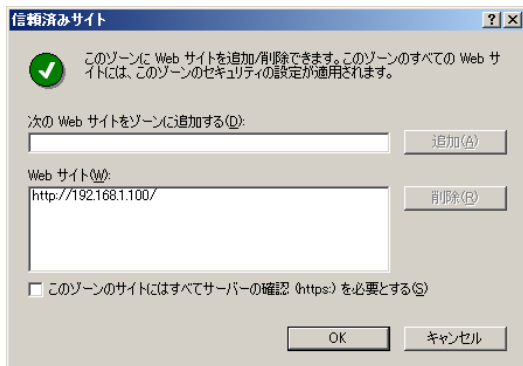 信頼済みサイト
このゾーンに Web サイトを追加/削除できます。このゾーンのすべての Web サ
イトには、このゾーンのセキュリティの設定が適用されます。
次の Web サイトをゾーンに追加する(D):
追加(A)
Web サイト(W):
http://192.168.1.100/
削除(R)
このゾーンのサイトにはすべてサーバーの確認 (https:) を必要とする(S)
OK
キャンセル